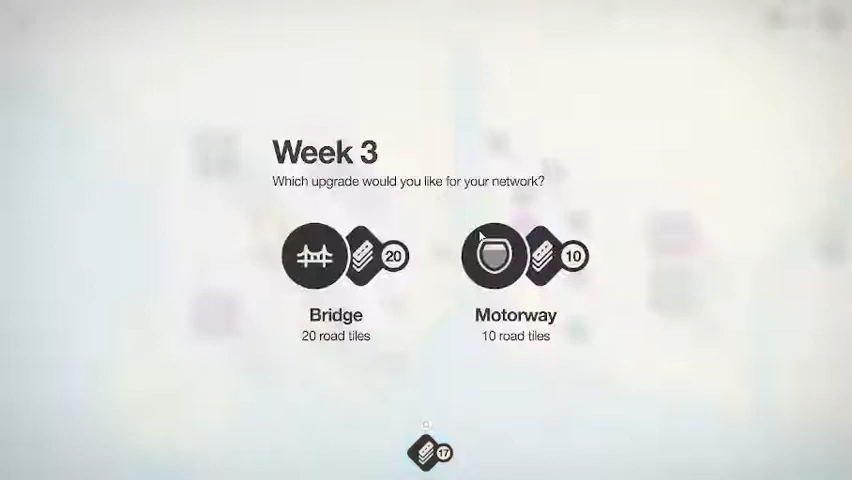 Week 3
Which upgrade would you like for your network?
20
10
Bridge
Motorway
20 road tiles
10 road tiles
17